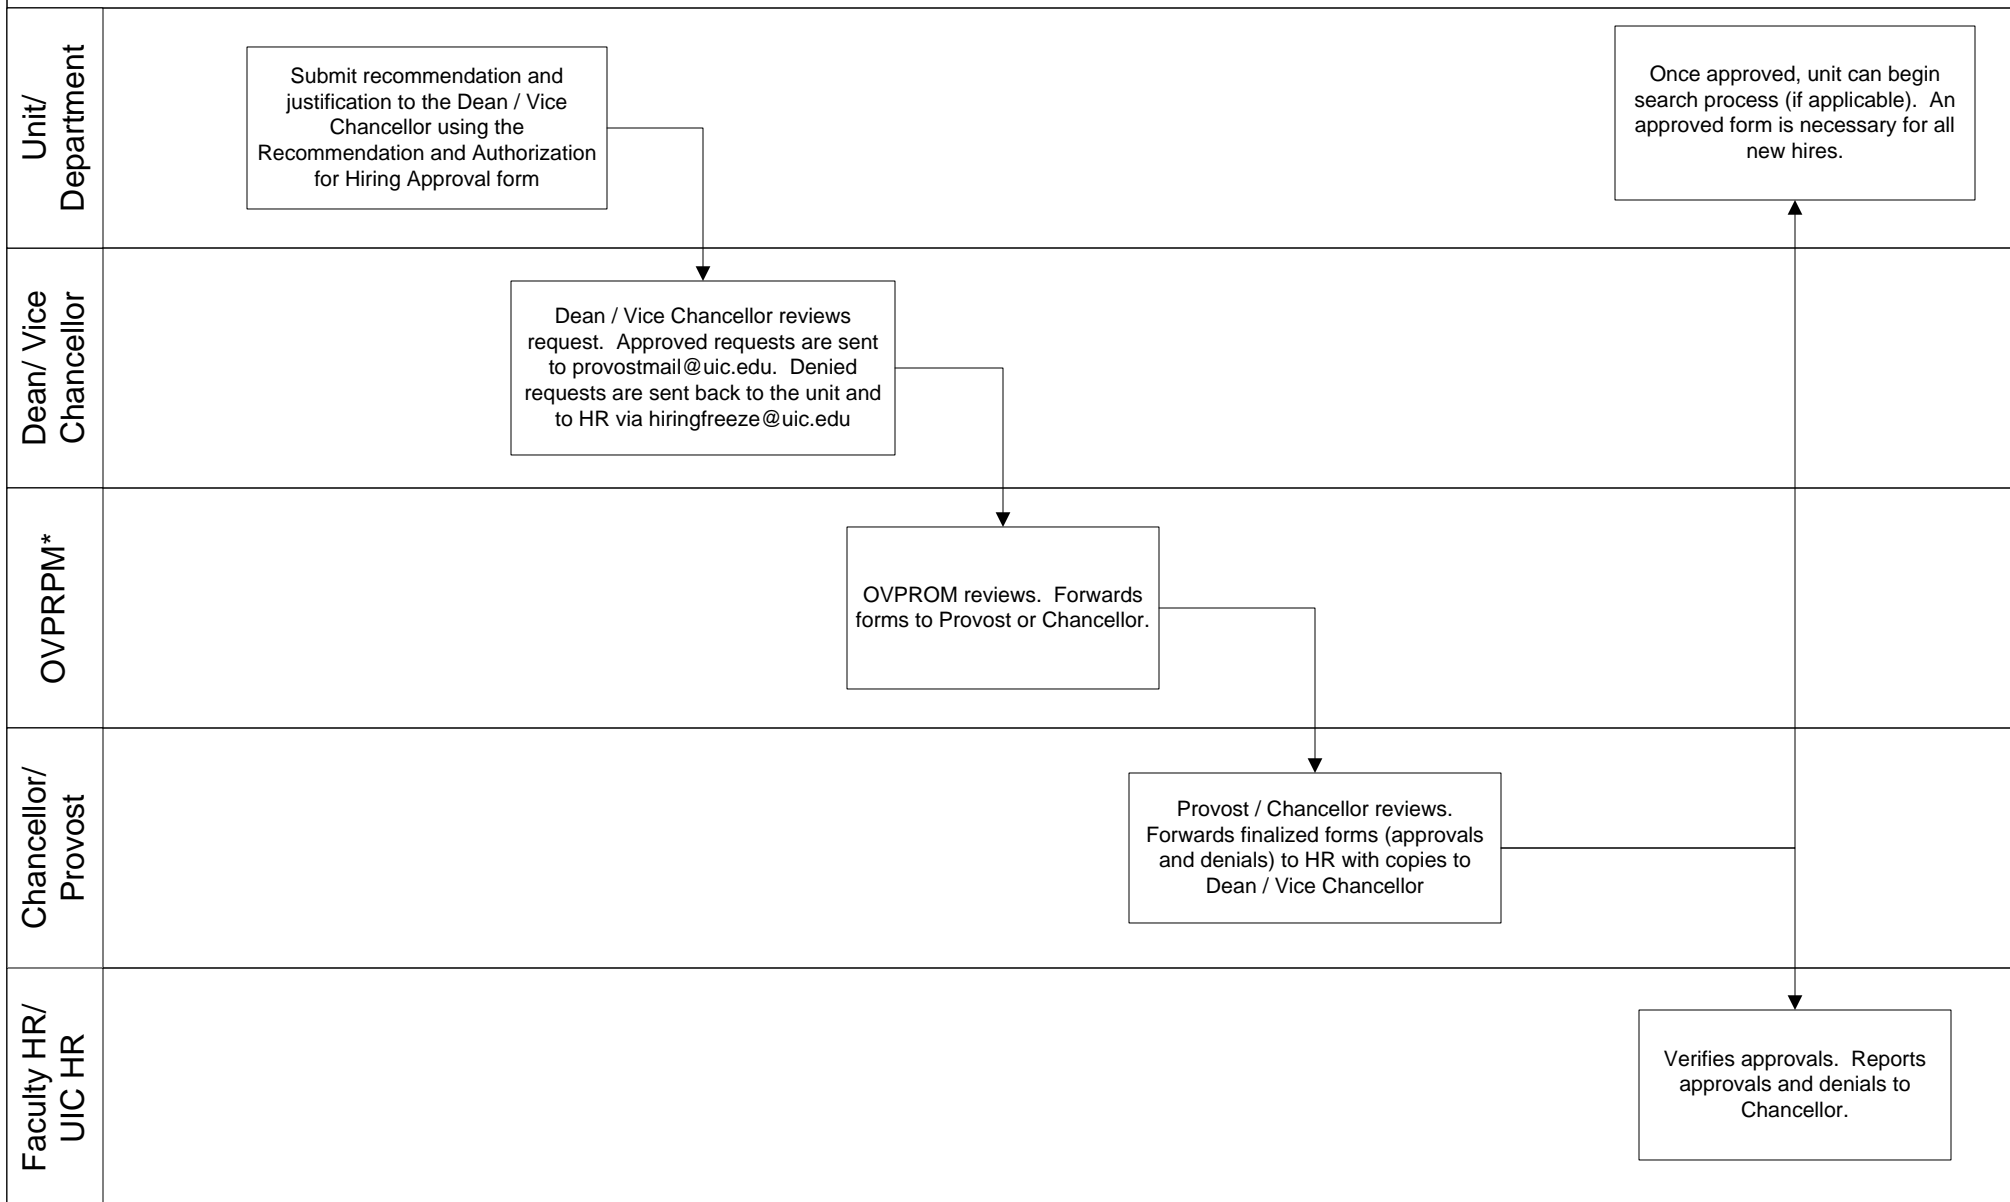 Unit/
Department
Submit recommendation and
justification to the Dean / Vice
Chancellor using the
Recommendation and Authorization
for Hiring Approval form
Once approved, unit can begin
search process (if applicable).  An
approved form is necessary for all
new hires.
Dean/ Vice
Chancellor
Dean / Vice Chancellor reviews
request.  Approved requests are sent
to provostmail@uic.edu.  Denied
requests are sent back to the unit and
to HR via hiringfreeze@uic.edu
OVPRPM*
OVPROM reviews.  Forwards
forms to Provost or Chancellor.
Chancellor/
Provost
Provost / Chancellor reviews.
Forwards finalized forms (approvals
and denials) to HR with copies to
Dean / Vice Chancellor
Faculty HR/
UIC HR
Verifies approvals.  Reports
approvals and denials to
Chancellor.